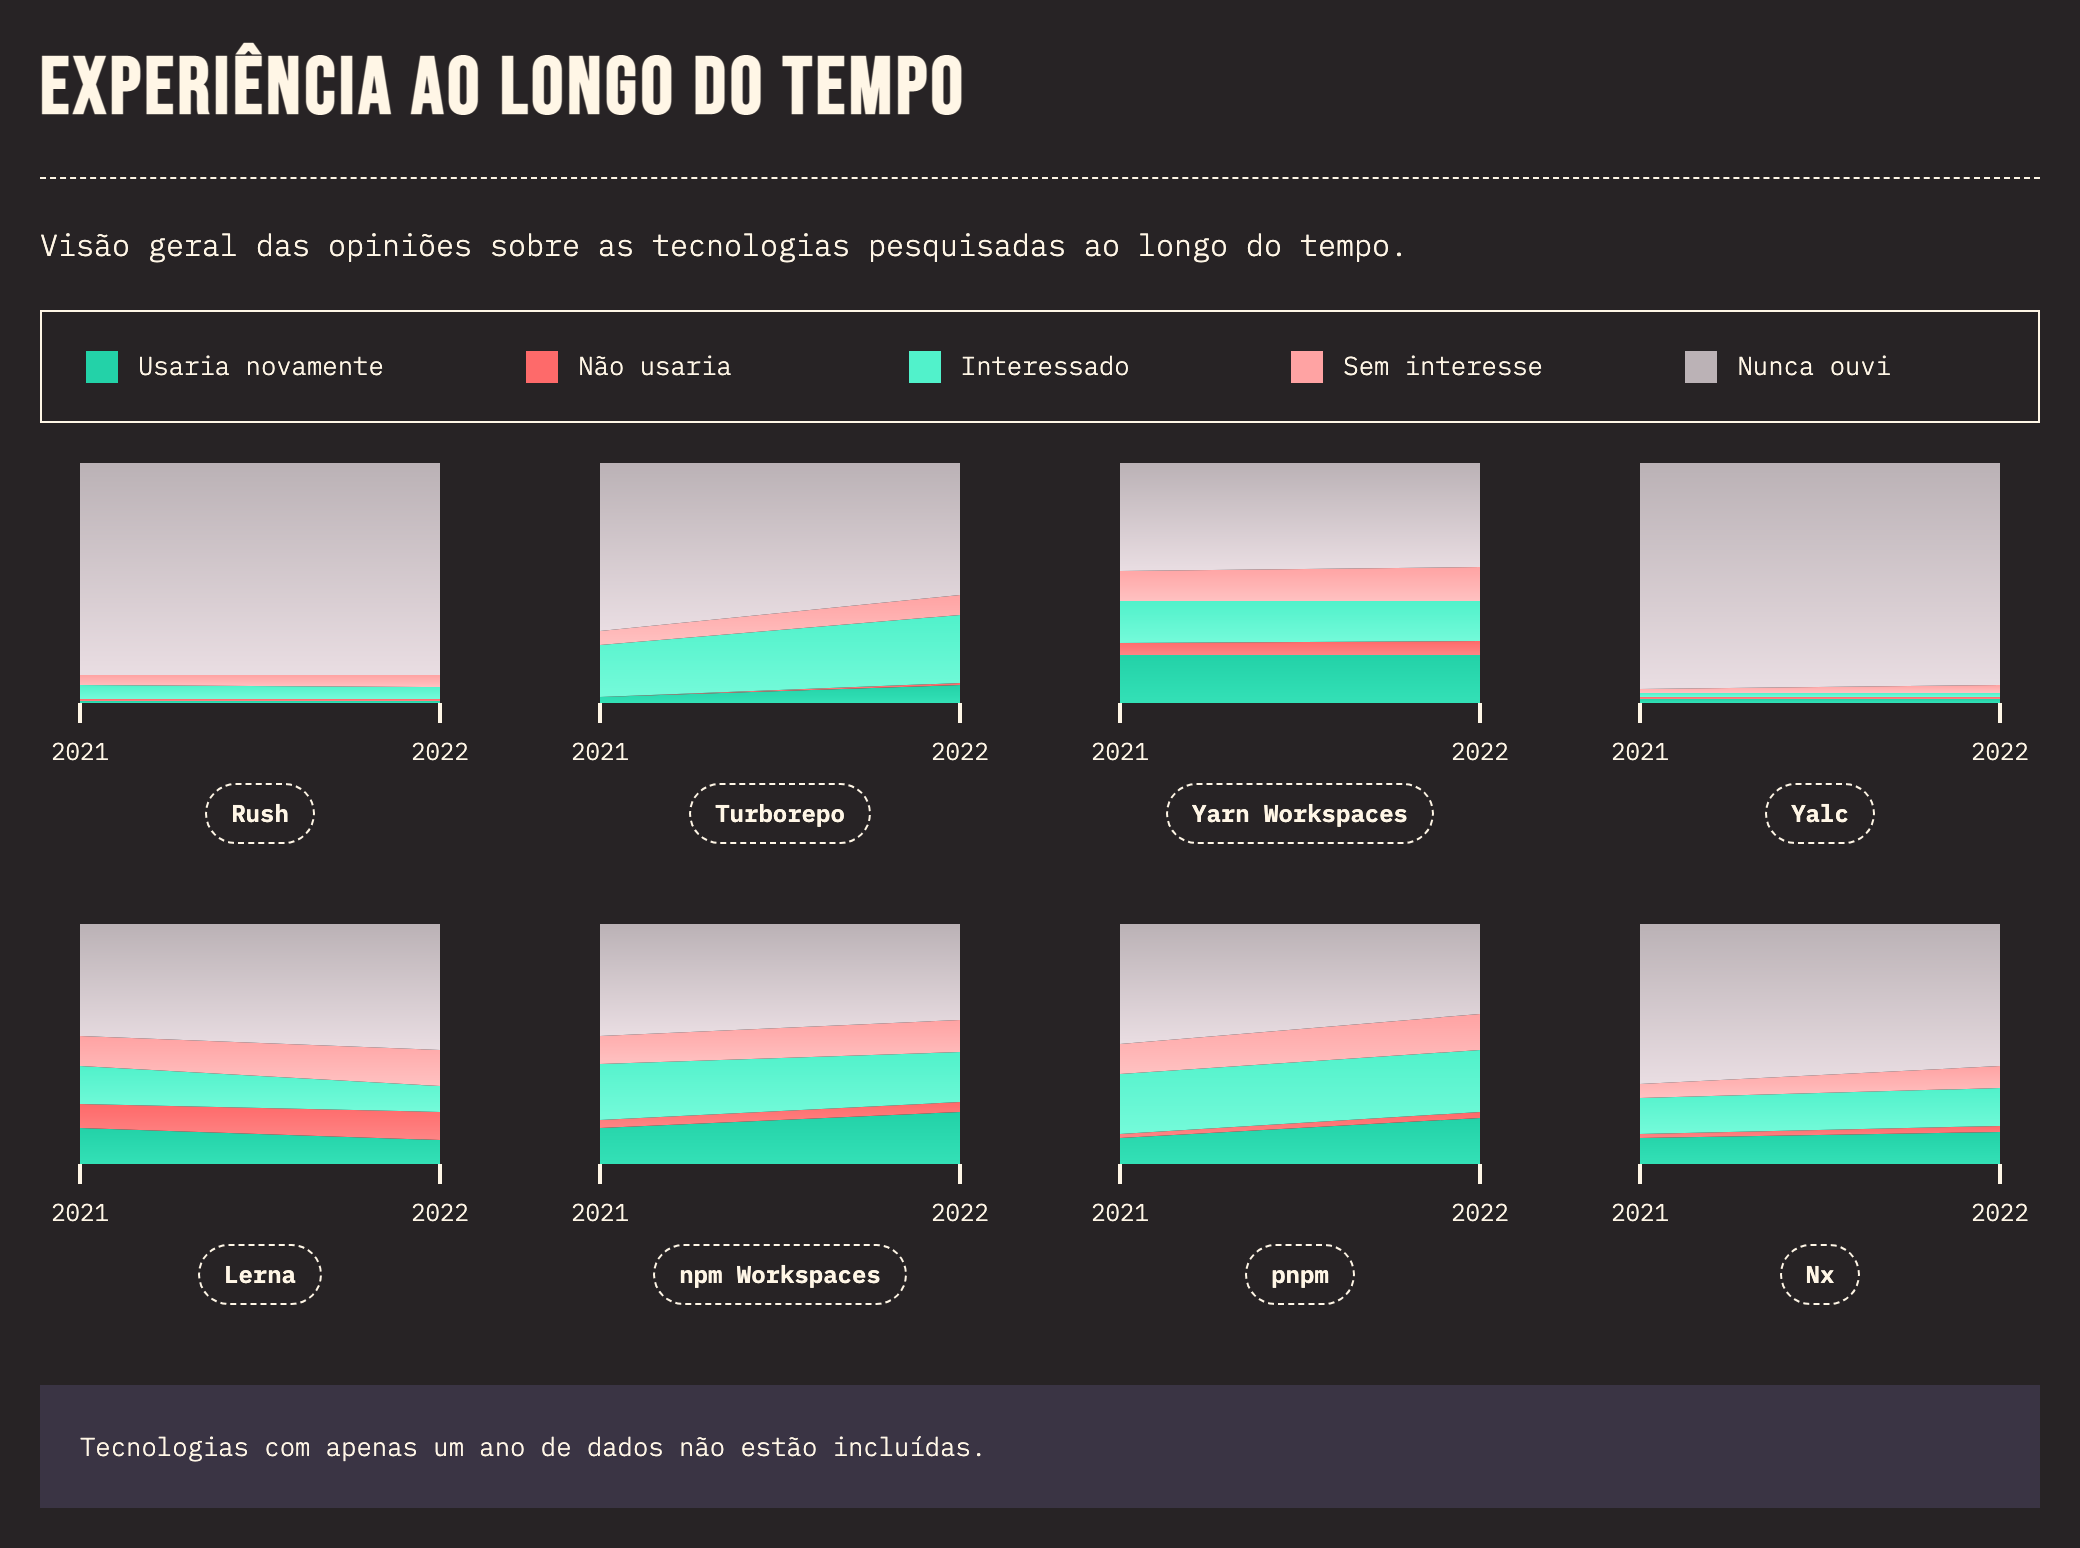 EXPERIÊNCIA AO LONGO DO TEMPO
Visão geral das opiniões sobre as tecnologias pesquisadas ao longo do tempo.
Usaria novamente Não usaria Interessado Sem interesse Nunca ouvi
2021 2022 2021 2022 2021 2022 2021 2022
Rush Turborepo Yarn Workspaces Yalc
2021 2022 2021 2022 2021 2022 2021 2022
Lerna npm Workspaces pnpm Nx
Tecnologias com apenas um ano de dados não estão incluídas.